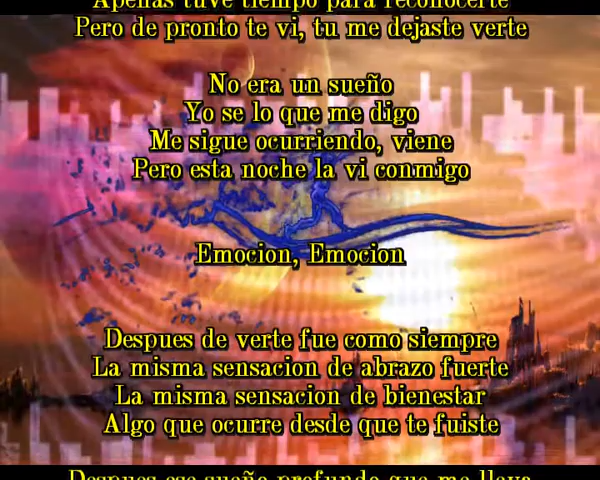 Apenas tuve tiempo para reconocerte
Pero de pronto te vi, tu me dejaste verte
No era un sueño
Yo se lo que me digo
Me sigue ocurriendo, viene
Pero esta noche la vi conmigo
Emocion, Emocion
Despues de verte fue como siempre
La misma sensacion de abrazo fuerte
La misma sensacion de bienestar
Algo que ocurre desde que te fuiste
Despues ese sueño profundo que me lleva